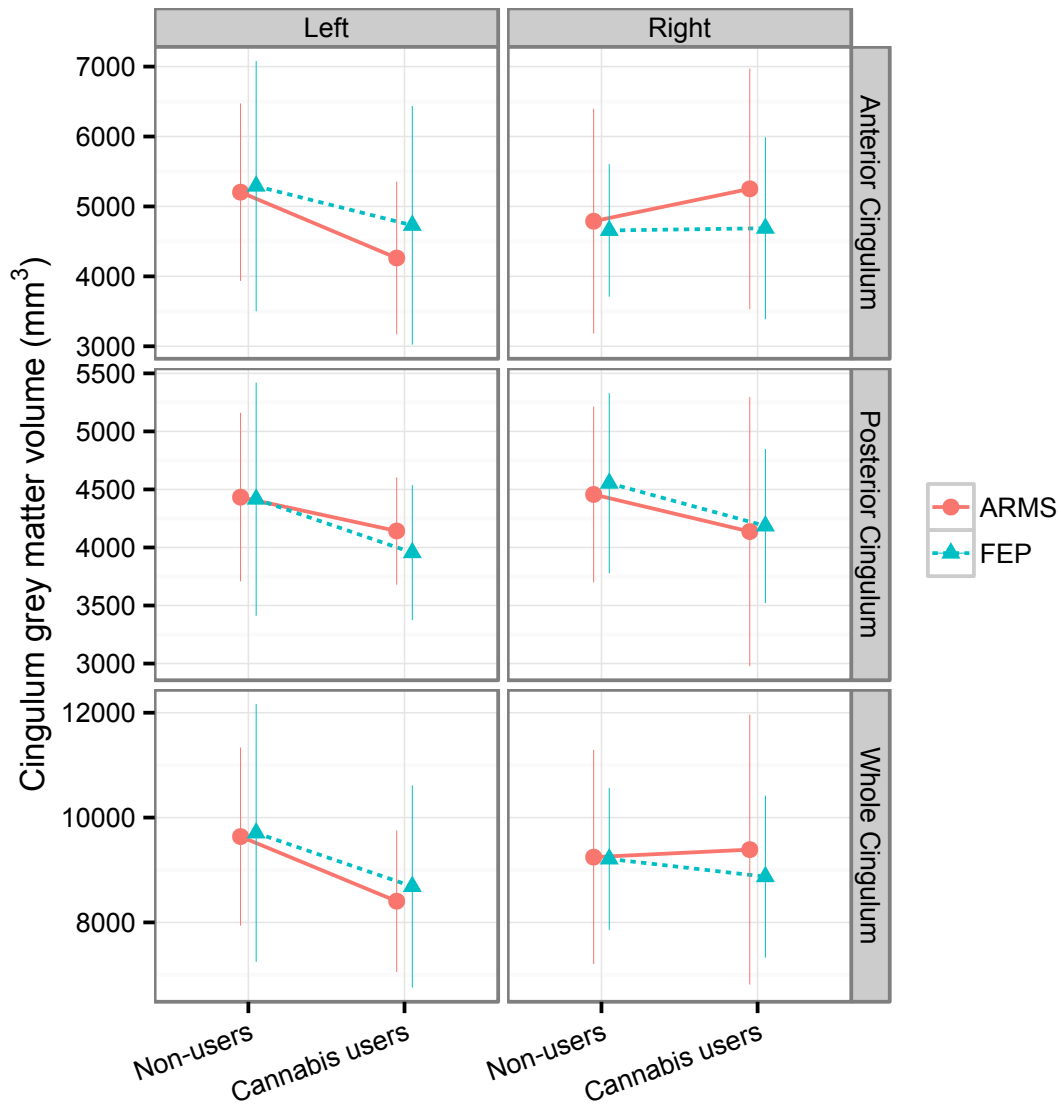 Left
Right
Cingulum grey matter volume (mm³)
7000
6000
5000
4000
3000
Anterior Cingulum
5500
5000
4500
4000
3500
3000
Posterior Cingulum
12000
10000
8000
Whole Cingulum
Non-users
Cannabis users
Non-users
Cannabis users
ARMS
FEP